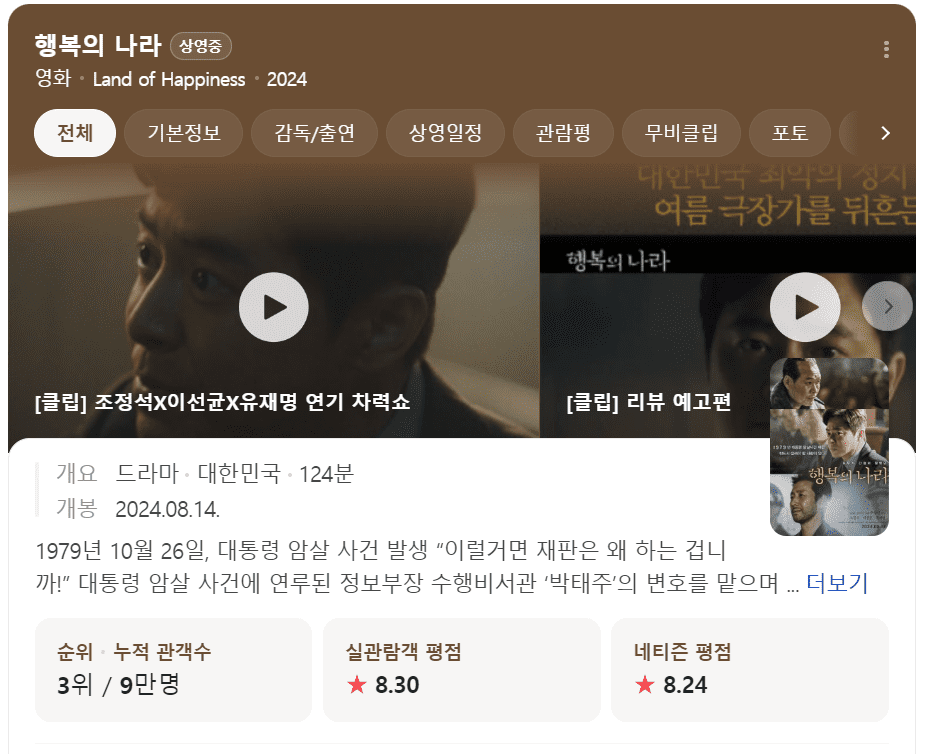 행복의 나라 상영중
영화 · Land of Happiness · 2024
전체 기본정보 감독/출연 상영일정 관람평 무비클립 포토
대한민국 최악의 정치
여름 극장가를 뒤흔든
행복의 나라
[클립] 조정석X이선균X유재명 연기 차력쇼
[클립] 리뷰 예고편
행복의 나라
개요 드라마 · 대한민국 · 124분
개봉 2024.08.14.
1979년 10월 26일, 대통령 암살 사건 발생 “이럴거면 재판은 왜 하는 겁니
까!” 대통령 암살 사건에 연루된 정보부장 수행비서관 ‘박태주’의 변호를 맡으며 ... 더보기
순위 · 누적 관객수
3위 / 9만명
실관람객 평점
★ 8.30
네티즌 평점
★ 8.24